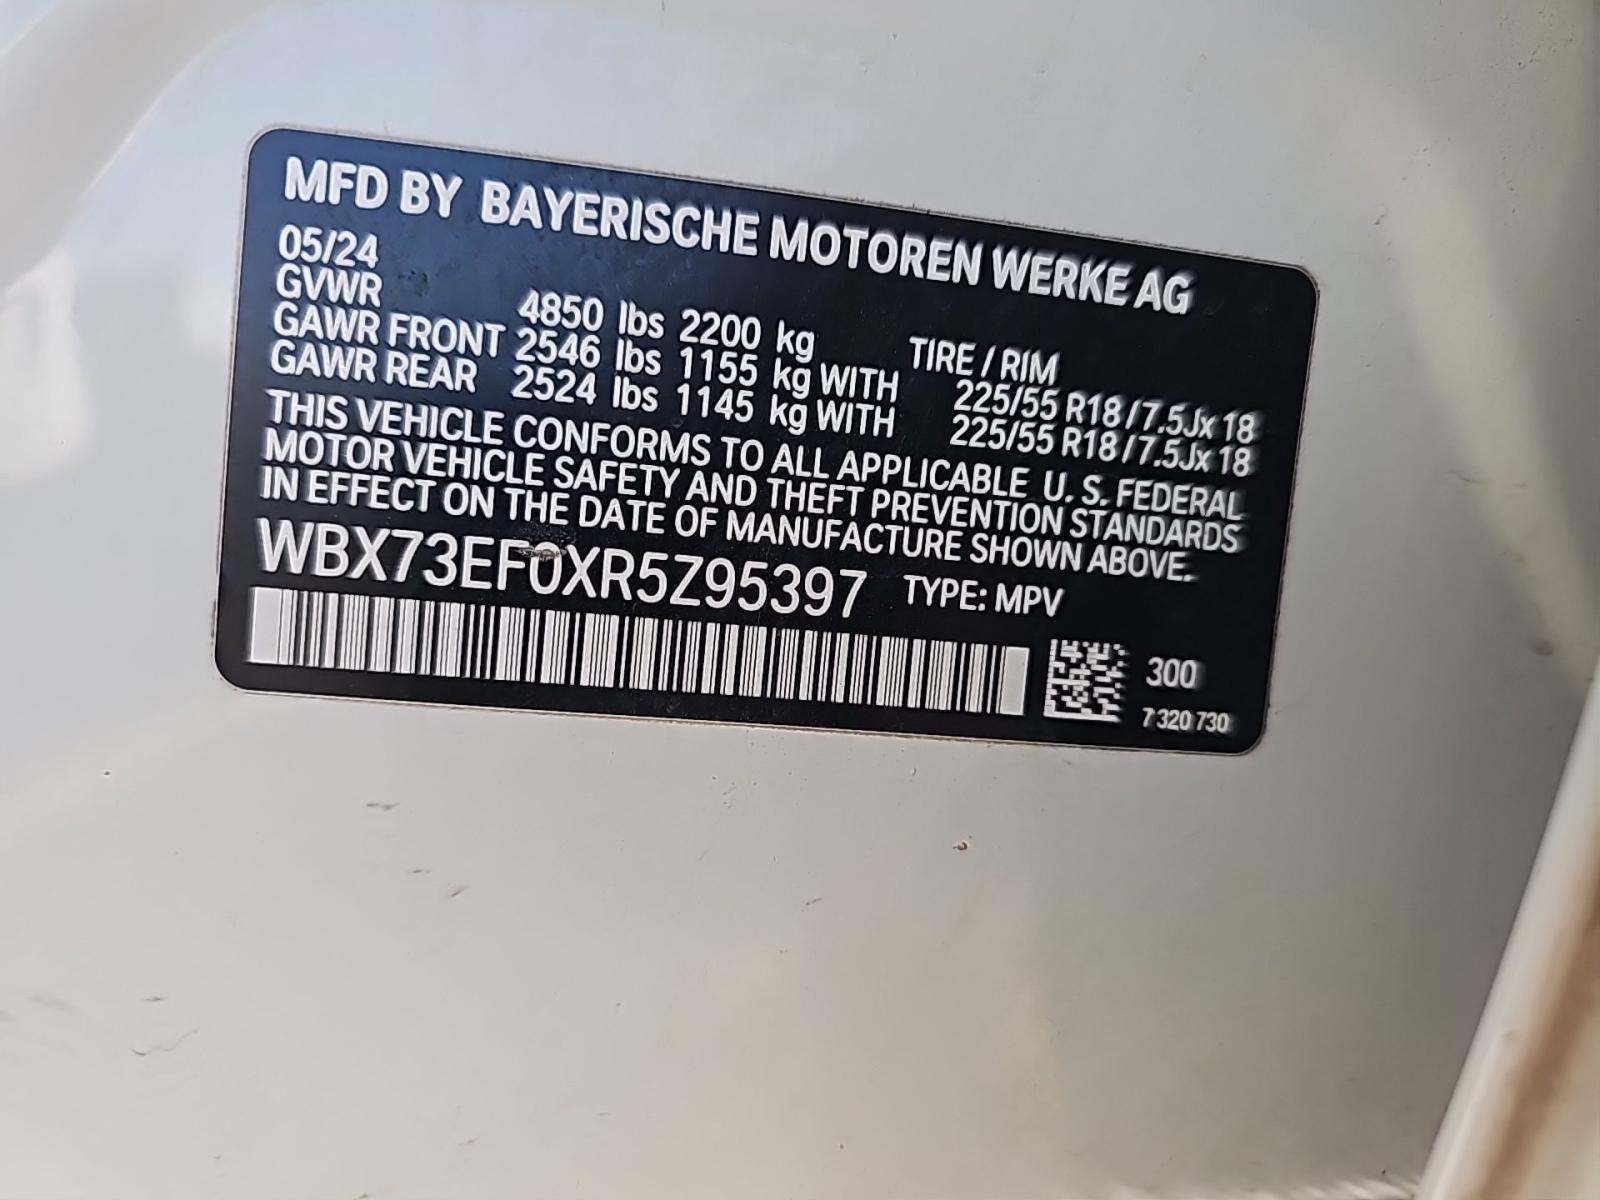 MFD BY BAYERISCHE MOTOREN WERKE AG
05/24
GVWR 4850 lbs 2200 kg TIRE / RIM
GAWR FRONT 2546 lbs 1155 kg WITH 225/55 R18 / 7.5Jx 18
GAWR REAR 2524 lbs 1145 kg WITH 225/55 R18 / 7.5Jx 18
THIS VEHICLE CONFORMS TO ALL APPLICABLE U. S. FEDERAL
MOTOR VEHICLE SAFETY AND THEFT PREVENTION STANDARDS
IN EFFECT ON THE DATE OF MANUFACTURE SHOWN ABOVE.
WBX73EF0XR5Z95397 TYPE: MPV
300
7 320 730